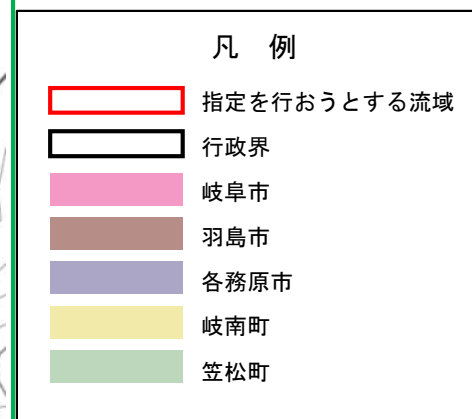 凡 例
指定を行おうとする流域
行政界
岐阜市
羽島市
各務原市
岐南町
笠松町